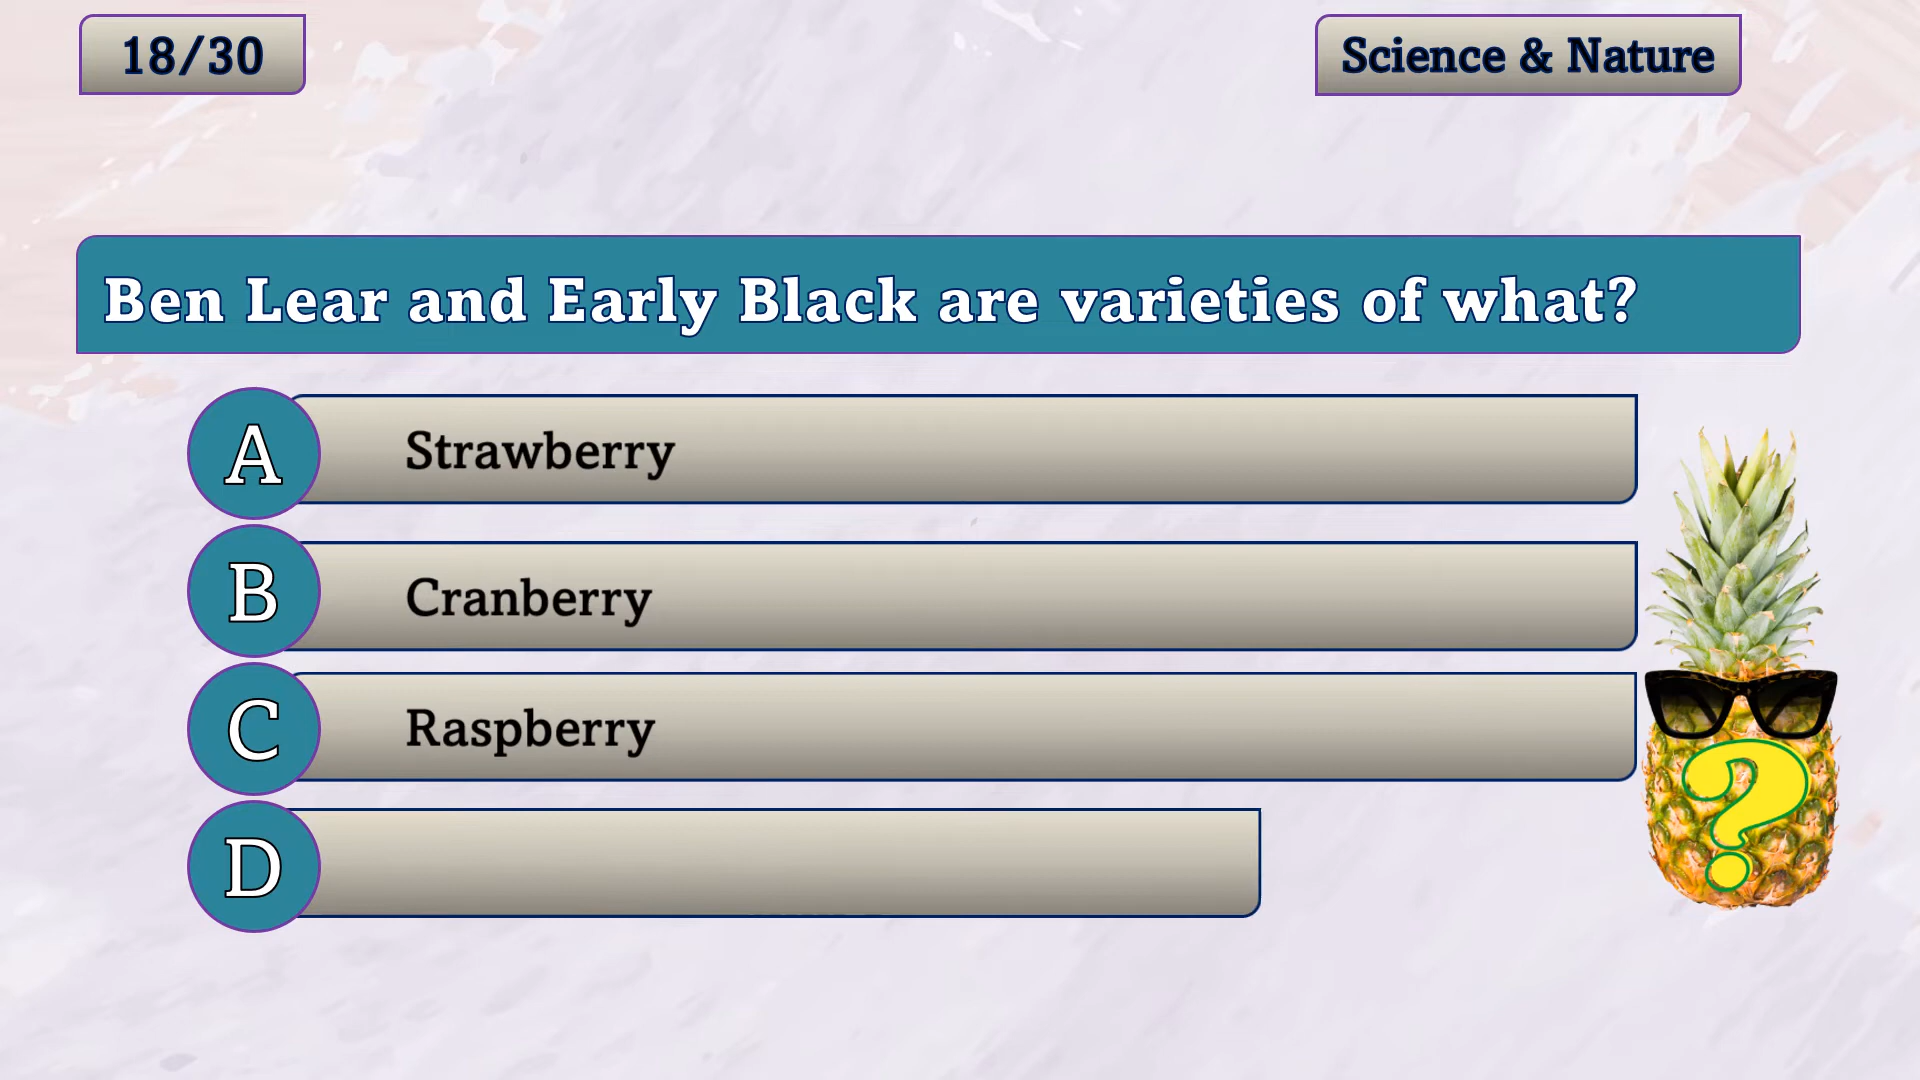 18/30
Science & Nature
Ben Lear and Early Black are varieties of what?
A Strawberry
B Cranberry
C Raspberry
D
?